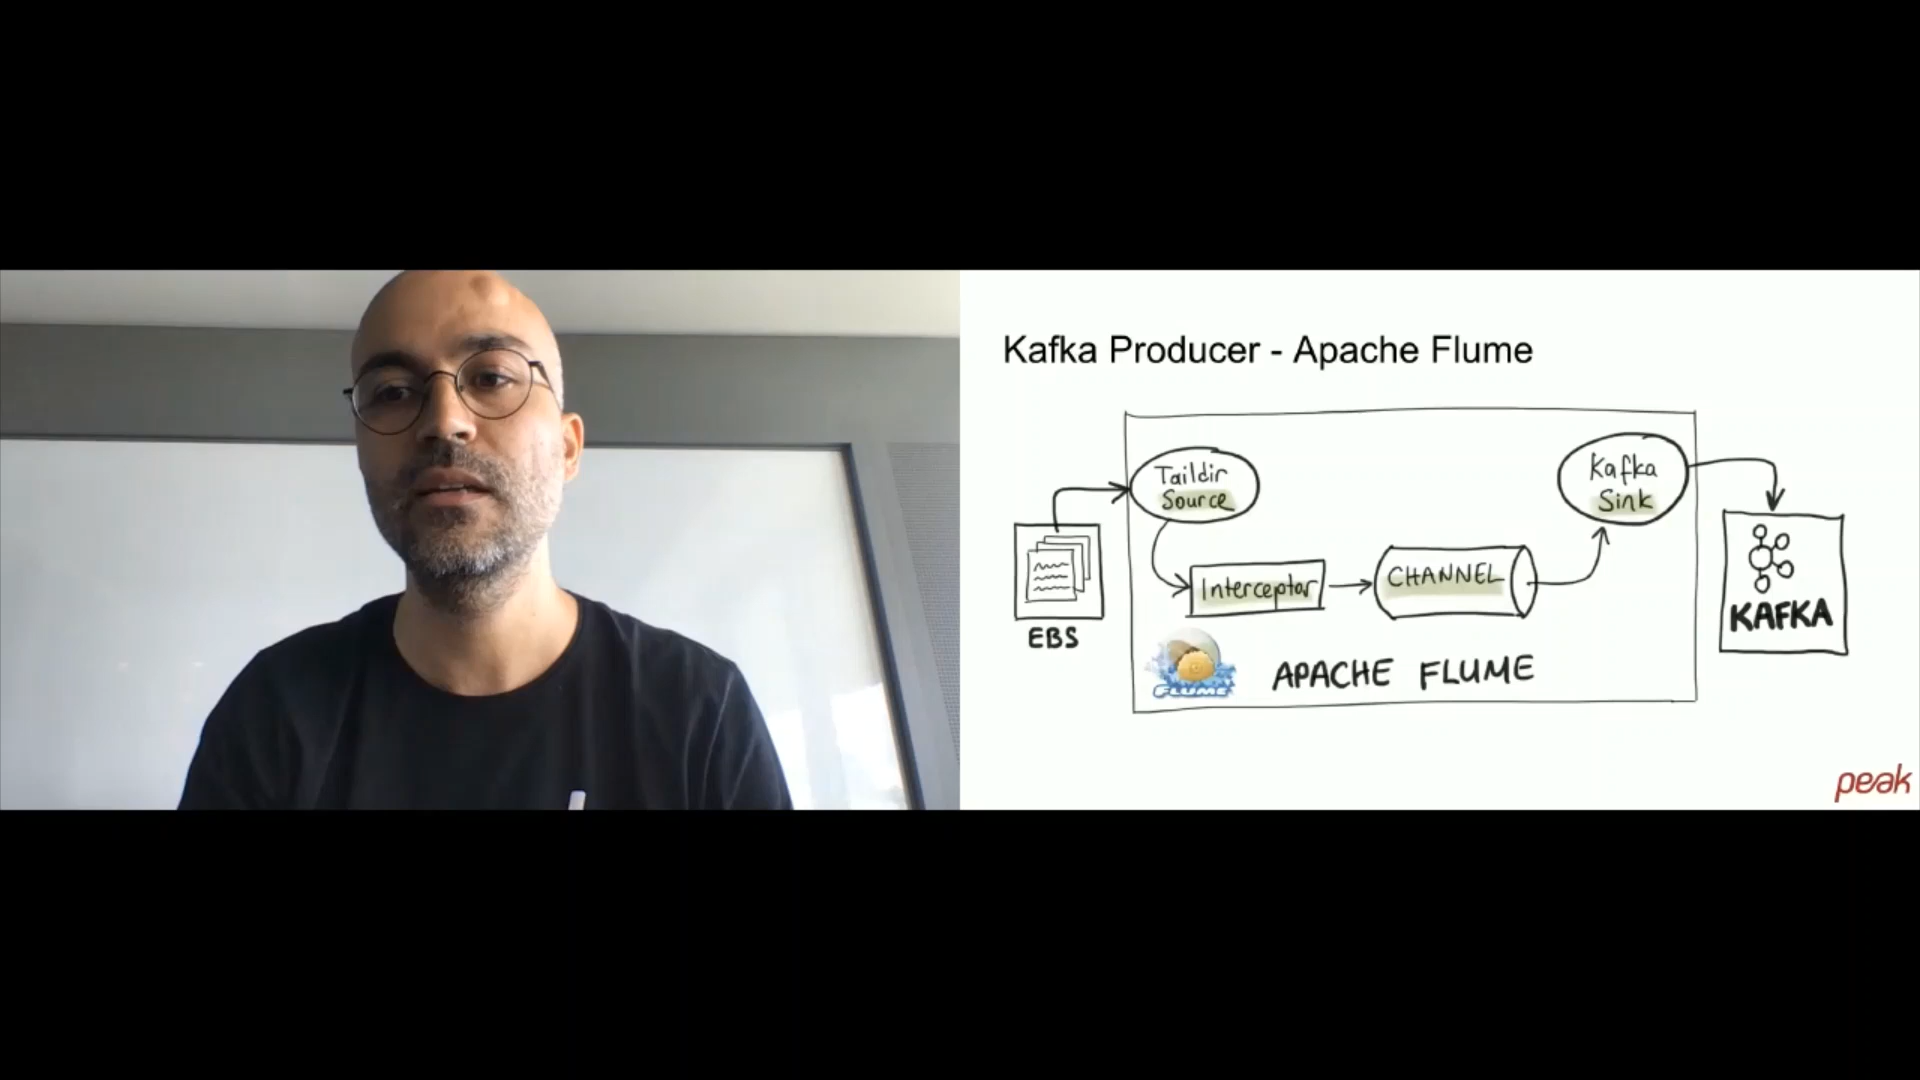 Kafka Producer - Apache Flume
Taildir
Source
Kafka
Sink
Interceptor
CHANNEL
EBS
KAFKA
FLUME
APACHE FLUME
peak